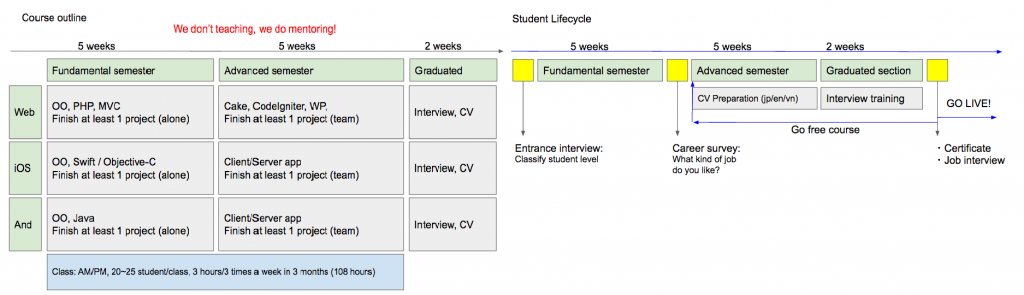 Course outline
We don't teaching, we do mentoring!
5 weeks
5 weeks
2 weeks
Fundamental semester
Advanced semester
Graduated
Web
OO, PHP, MVC
Finish at least 1 project (alone)
Cake, CodeIgniter, WP,
Finish at least 1 project (team)
Interview, CV
iOS
OO, Swift / Objective-C
Finish at least 1 project (alone)
Client/Server app
Finish at least 1 project (team)
Interview, CV
And
OO, Java
Finish at least 1 project (alone)
Client/Server app
Finish at least 1 project (team)
Interview, CV
Class: AM/PM, 20~25 student/class, 3 hours/3 times a week in 3 months (108 hours)
Student Lifecycle
5 weeks
5 weeks
2 weeks
Fundamental semester
Advanced semester
Graduated section
CV Preparation (jp/en/vn)
Interview training
GO LIVE!
Go free course
Entrance interview:
Classify student level
Career survey:
What kind of job
do you like?
・Certificate
・Job interview